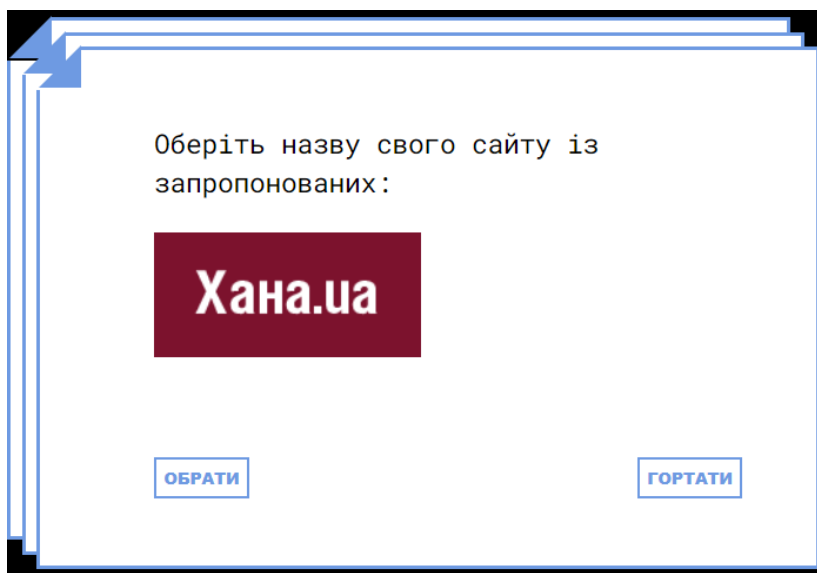 Оберіть назву свого сайту із
запропонованих:
Хана.ua
ОБРАТИ
ГОРТАТИ